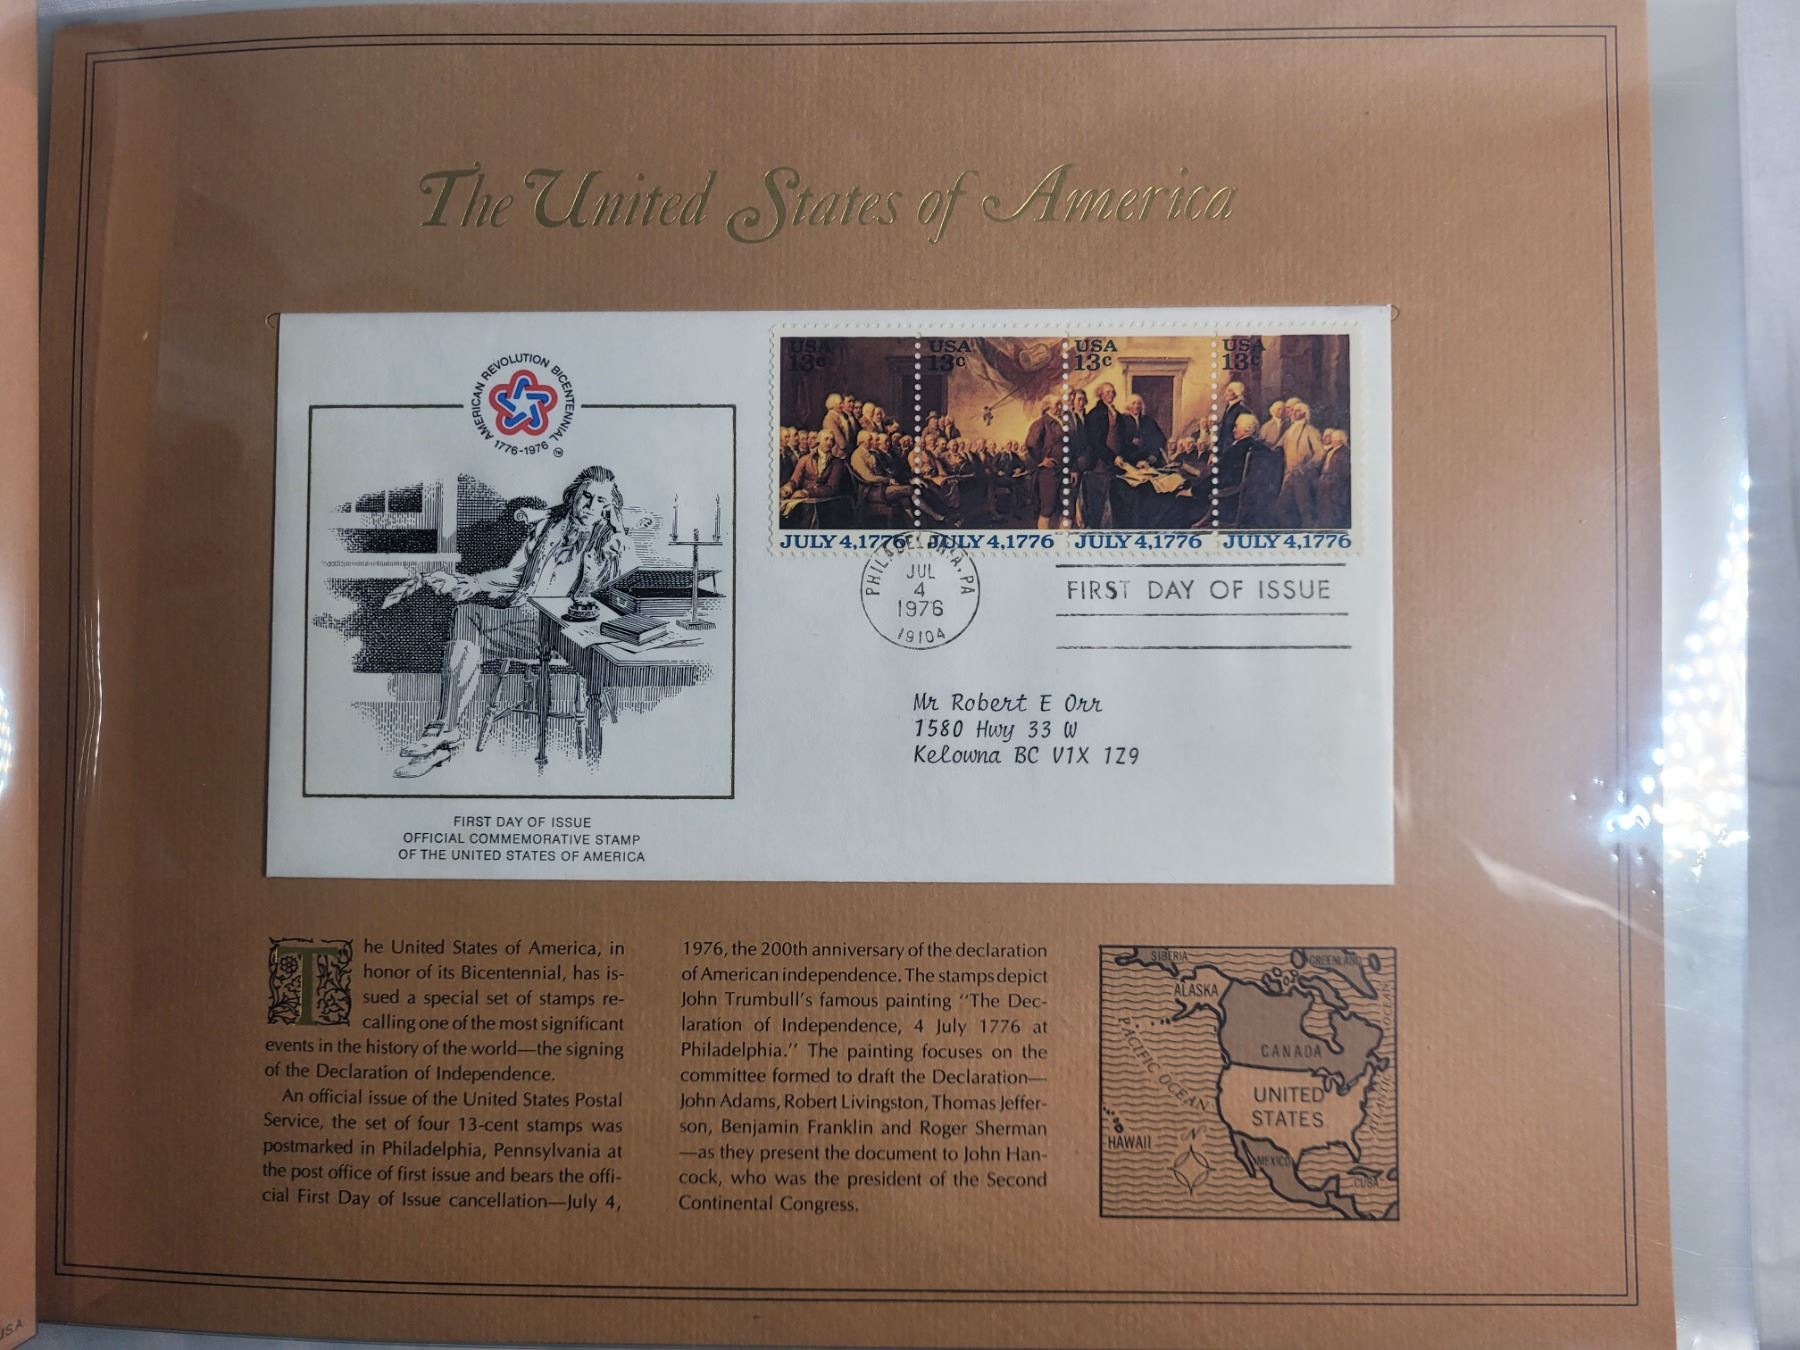 The United States of America
AMERICAN REVOLUTION BICENTENNIAL
1776-1976
TM
USA USA USA USA
13c 13c 13c 13c
JULY 4,1776 JULY 4,1776 JULY 4,1776 JULY 4,1776
PHILADELPHIA, PA
JUL
4
1976
19104
FIRST DAY OF ISSUE
Mr Robert E Orr
1580 Hwy 33 W
Kelowna BC V1X 1Z9
FIRST DAY OF ISSUE
OFFICIAL COMMEMORATIVE STAMP
OF THE UNITED STATES OF AMERICA
The United States of America, in
honor of its Bicentennial, has is-
sued a special set of stamps re-
calling one of the most significant
events in the history of the world—the signing
of the Declaration of Independence.
An official issue of the United States Postal
Service, the set of four 13-cent stamps was
postmarked in Philadelphia, Pennsylvania at
the post office of first issue and bears the offi-
cial First Day of Issue cancellation—July 4,
1976, the 200th anniversary of the declaration
of American independence. The stamps depict
John Trumbull's famous painting "The Dec-
laration of Independence, 4 July 1776 at
Philadelphia." The painting focuses on the
committee formed to draft the Declaration—
John Adams, Robert Livingston, Thomas Jeffer-
son, Benjamin Franklin and Roger Sherman
—as they present the document to John Han-
cock, who was the president of the Second
Continental Congress.
SIBERIA
GREENLAND
ALASKA
PACIFIC OCEAN
CANADA
UNITED
STATES
OCEAN
HAWAII
N
MEXICO
CUBA
USA